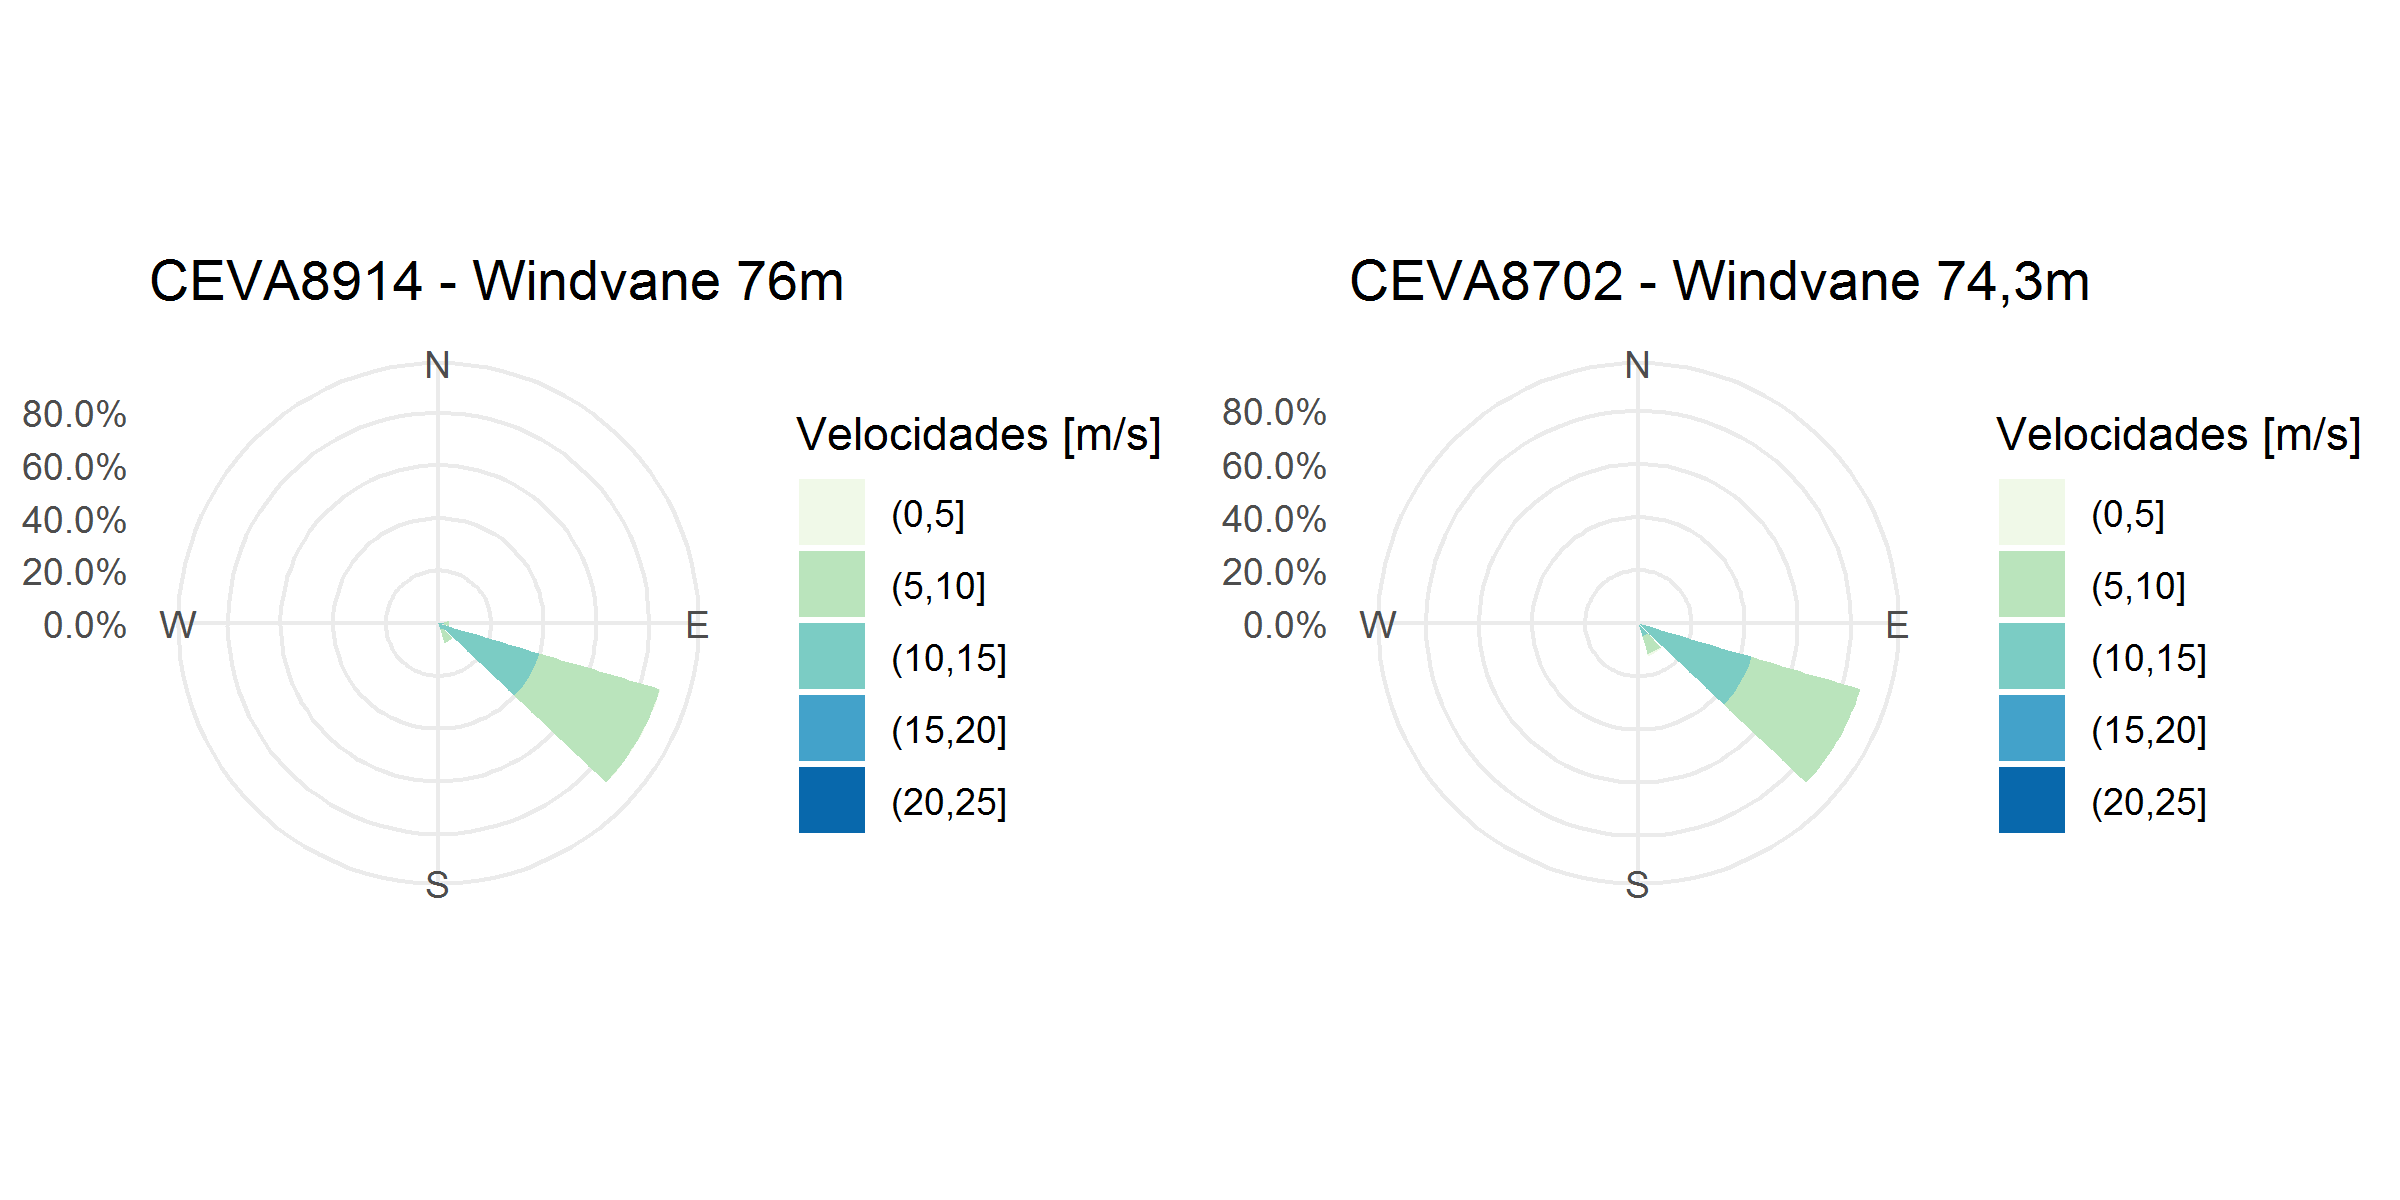 CEVA8914 - Windvane 76m
N
80.0%
60.0%
40.0%
20.0%
0.0%
W
E
S
Velocidades [m/s]
(0,5]
(5,10]
(10,15]
(15,20]
(20,25]
CEVA8702 - Windvane 74,3m
N
80.0%
60.0%
40.0%
20.0%
0.0%
W
E
S
Velocidades [m/s]
(0,5]
(5,10]
(10,15]
(15,20]
(20,25]